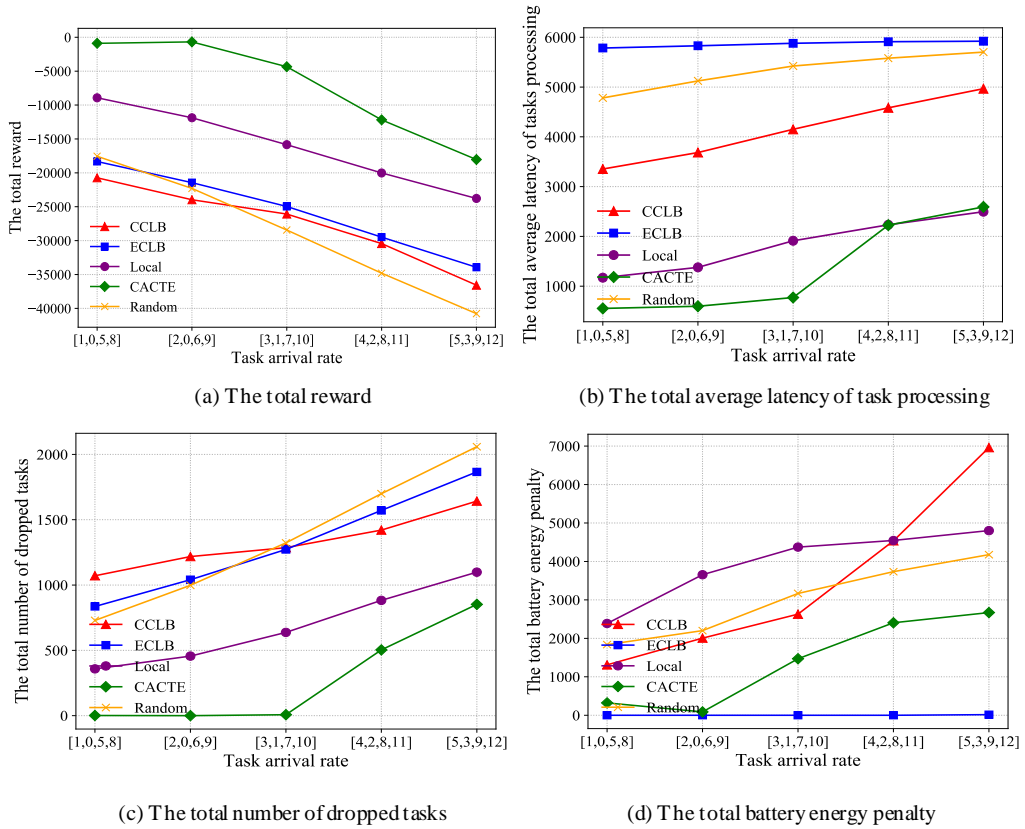 0
−5000
−10000
−15000
−20000
−25000
−30000
−35000
−40000
The total reward
CCLB
ECLB
Local
CACTE
Random
[1,0,5,8] [2,0,6,9] [3,1,7,10] [4,2,8,11] [5,3,9,12]
Task arrival rate
(a) The total reward
6000
5000
4000
3000
2000
1000
The total average latency of tasks processing
CCLB
ECLB
Local
CACTE
Random
[1,0,5,8] [2,0,6,9] [3,1,7,10] [4,2,8,11] [5,3,9,12]
Task arrival rate
(b) The total average latency of task processing
2000
1500
1000
500
0
The total number of dropped tasks
CCLB
ECLB
Local
CACTE
Random
[1,0,5,8] [2,0,6,9] [3,1,7,10] [4,2,8,11] [5,3,9,12]
Task arrival rate
(c) The total number of dropped tasks
7000
6000
5000
4000
3000
2000
1000
0
The total battery energy penalty
CCLB
ECLB
Local
CACTE
Random
[1,0,5,8] [2,0,6,9] [3,1,7,10] [4,2,8,11] [5,3,9,12]
Task arrival rate
(d) The total battery energy penalty